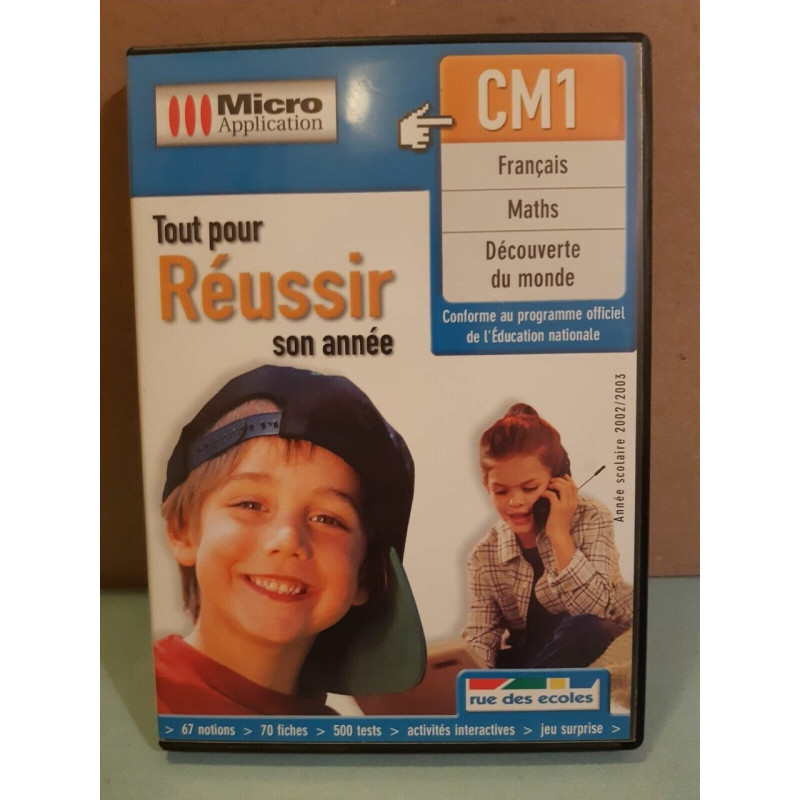 Micro
Application
CM1
Français
Maths
Découverte
du monde
Conforme au programme officiel
de l'Éducation nationale
Tout pour
Réussir
son année
Année scolaire 2002/2003
rue des ecoles
> 67 notions > 70 fiches > 500 tests > activités interactives > jeu surprise >